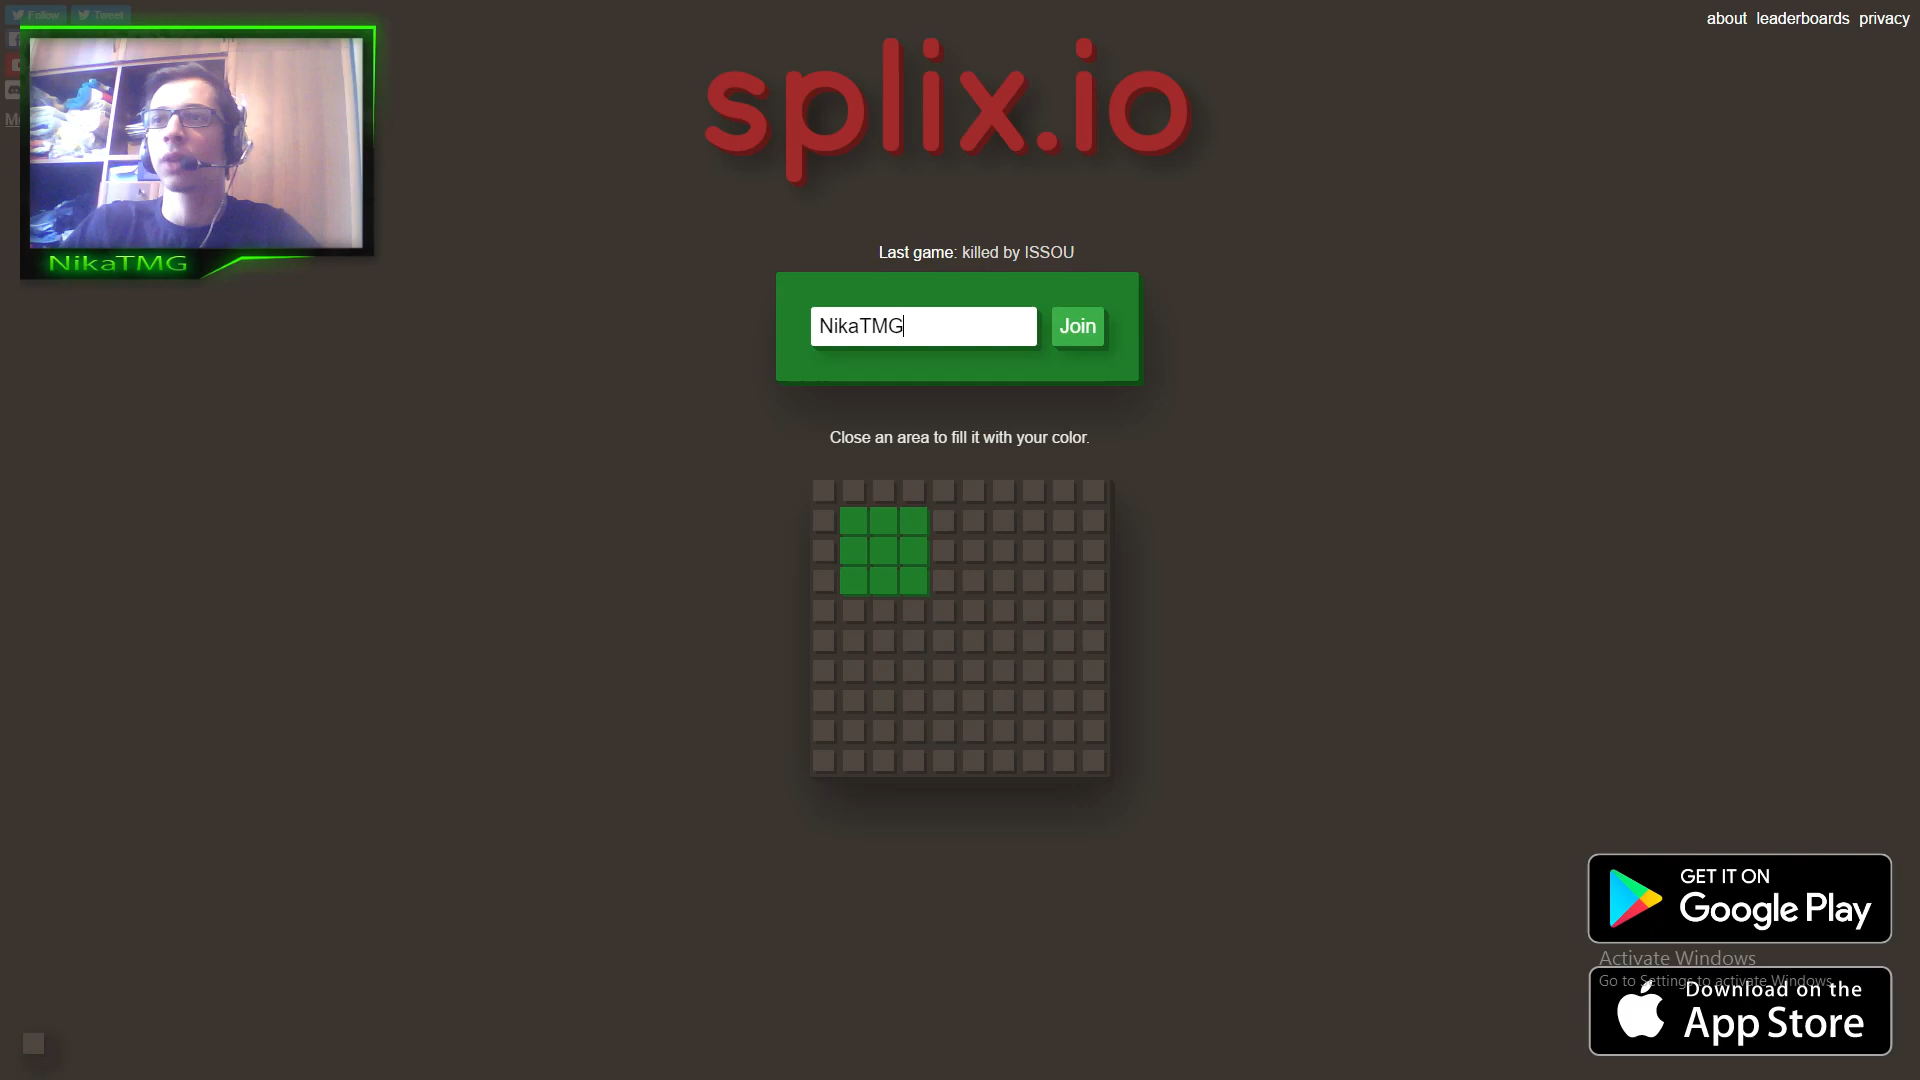 Follow Tweet
about leaderboards privacy
splix.io
NikaTMG
Last game: killed by ISSOU
NikaTMG Join
Close an area to fill it with your color.
GET IT ON
Google Play
Activate Windows
Go to Settings to activate Windows.
Download on the
App Store